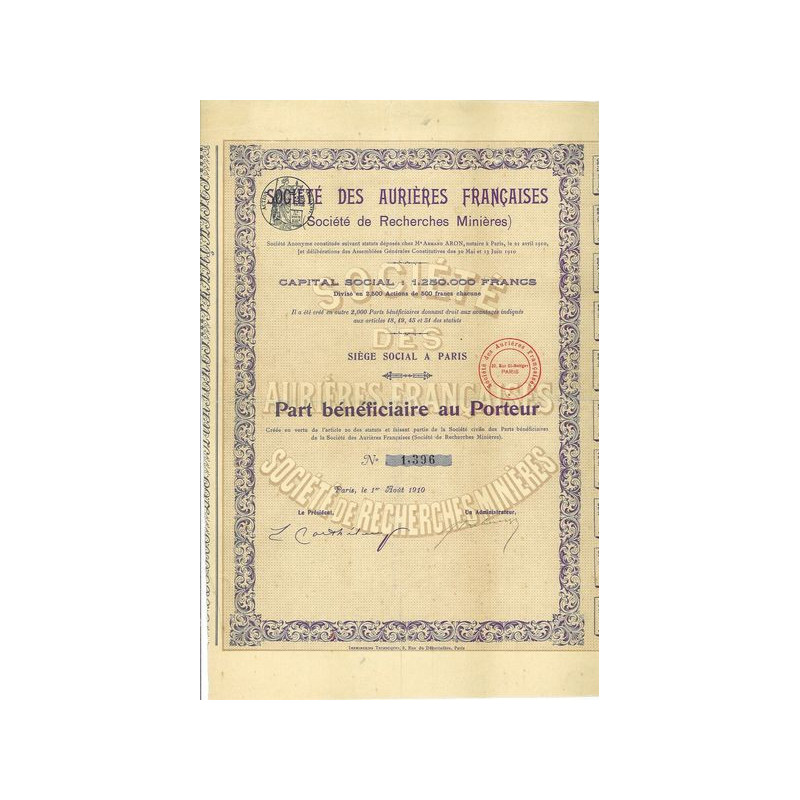 SOCIÉTÉ DES AURIÈRES FRANÇAISES
(Société de Recherches Minières)
Société Anonyme constituée suivant statuts déposés chez Me Armand ARON, notaire à Paris, le 21 avril 1910,
et délibérations des Assemblées Générales Constitutives des 30 Mai et 13 Juin 1910
CAPITAL SOCIAL : 1.250.000 FRANCS
Divisé en 2,500 Actions de 500 francs chacune
Il a été créé en outre 2,000 Parts bénéficiaires donnant droit aux avantages indiqués
aux articles 18, 49, 45 et 51 des statuts
SIÈGE SOCIAL A PARIS
Société des Aurières Françaises
PARIS
Part bénéficiaire au Porteur
Créée en vertu de l'article 20 des statuts et faisant partie de la Société civile des Parts bénéficiaires
de la Société des Aurières Françaises (Société de Recherches Minières).
No 1.396
Paris, le 1er Août 1910
Le Président, Un Administrateur,
SOCIÉTÉ
DES
AURIÈRES FRANÇAISES
SOCIÉTÉ DE RECHERCHES MINIÈRES
Paris